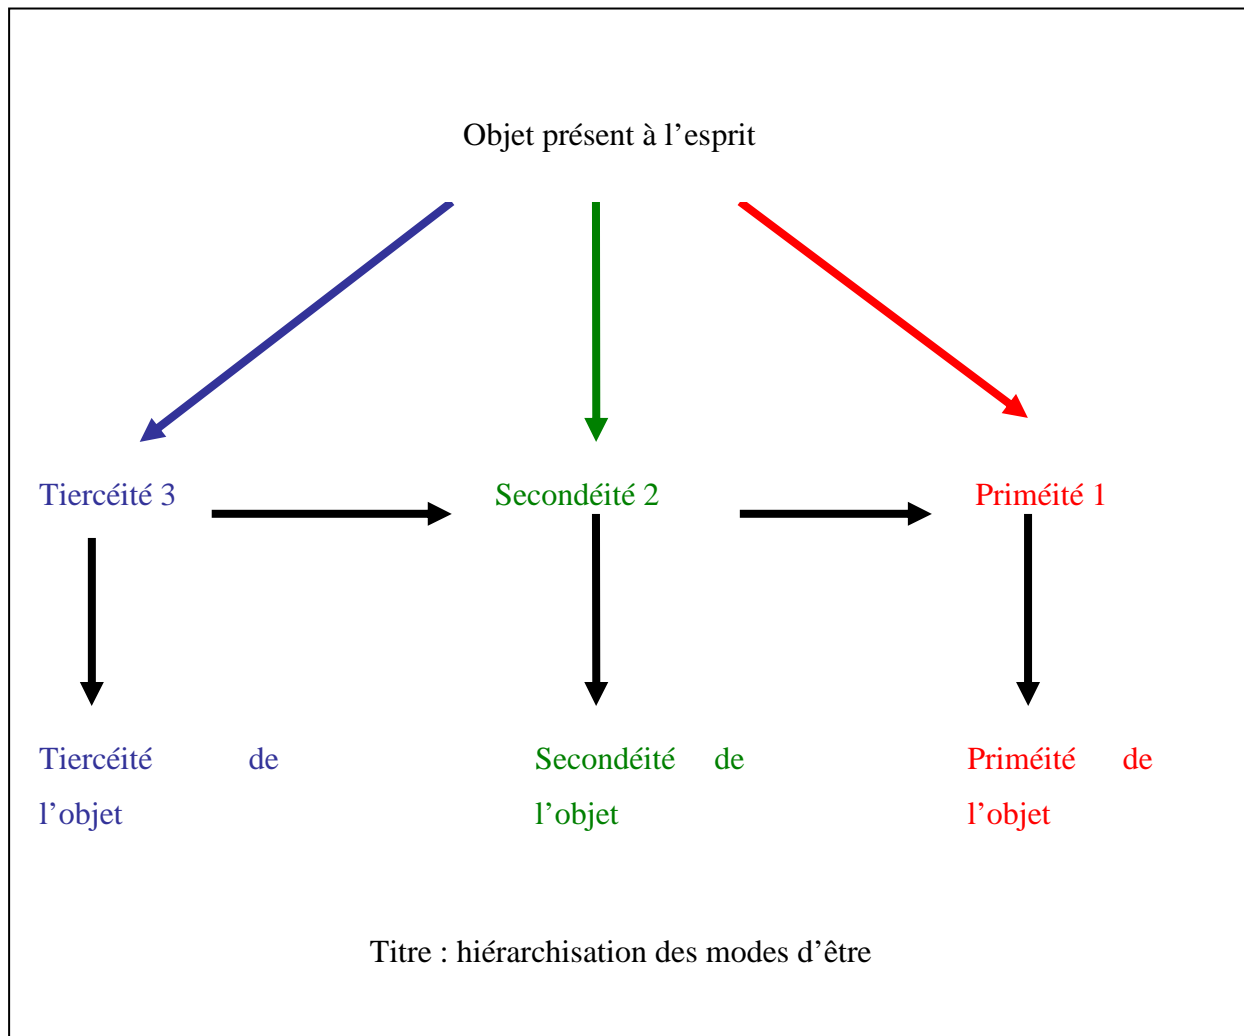 Objet présent à l’esprit
Tiercéité 3
Secondéité 2
Priméité 1
Tiercéité de
l’objet
Secondéité de
l’objet
Priméité de
l’objet
Titre : hiérarchisation des modes d’être